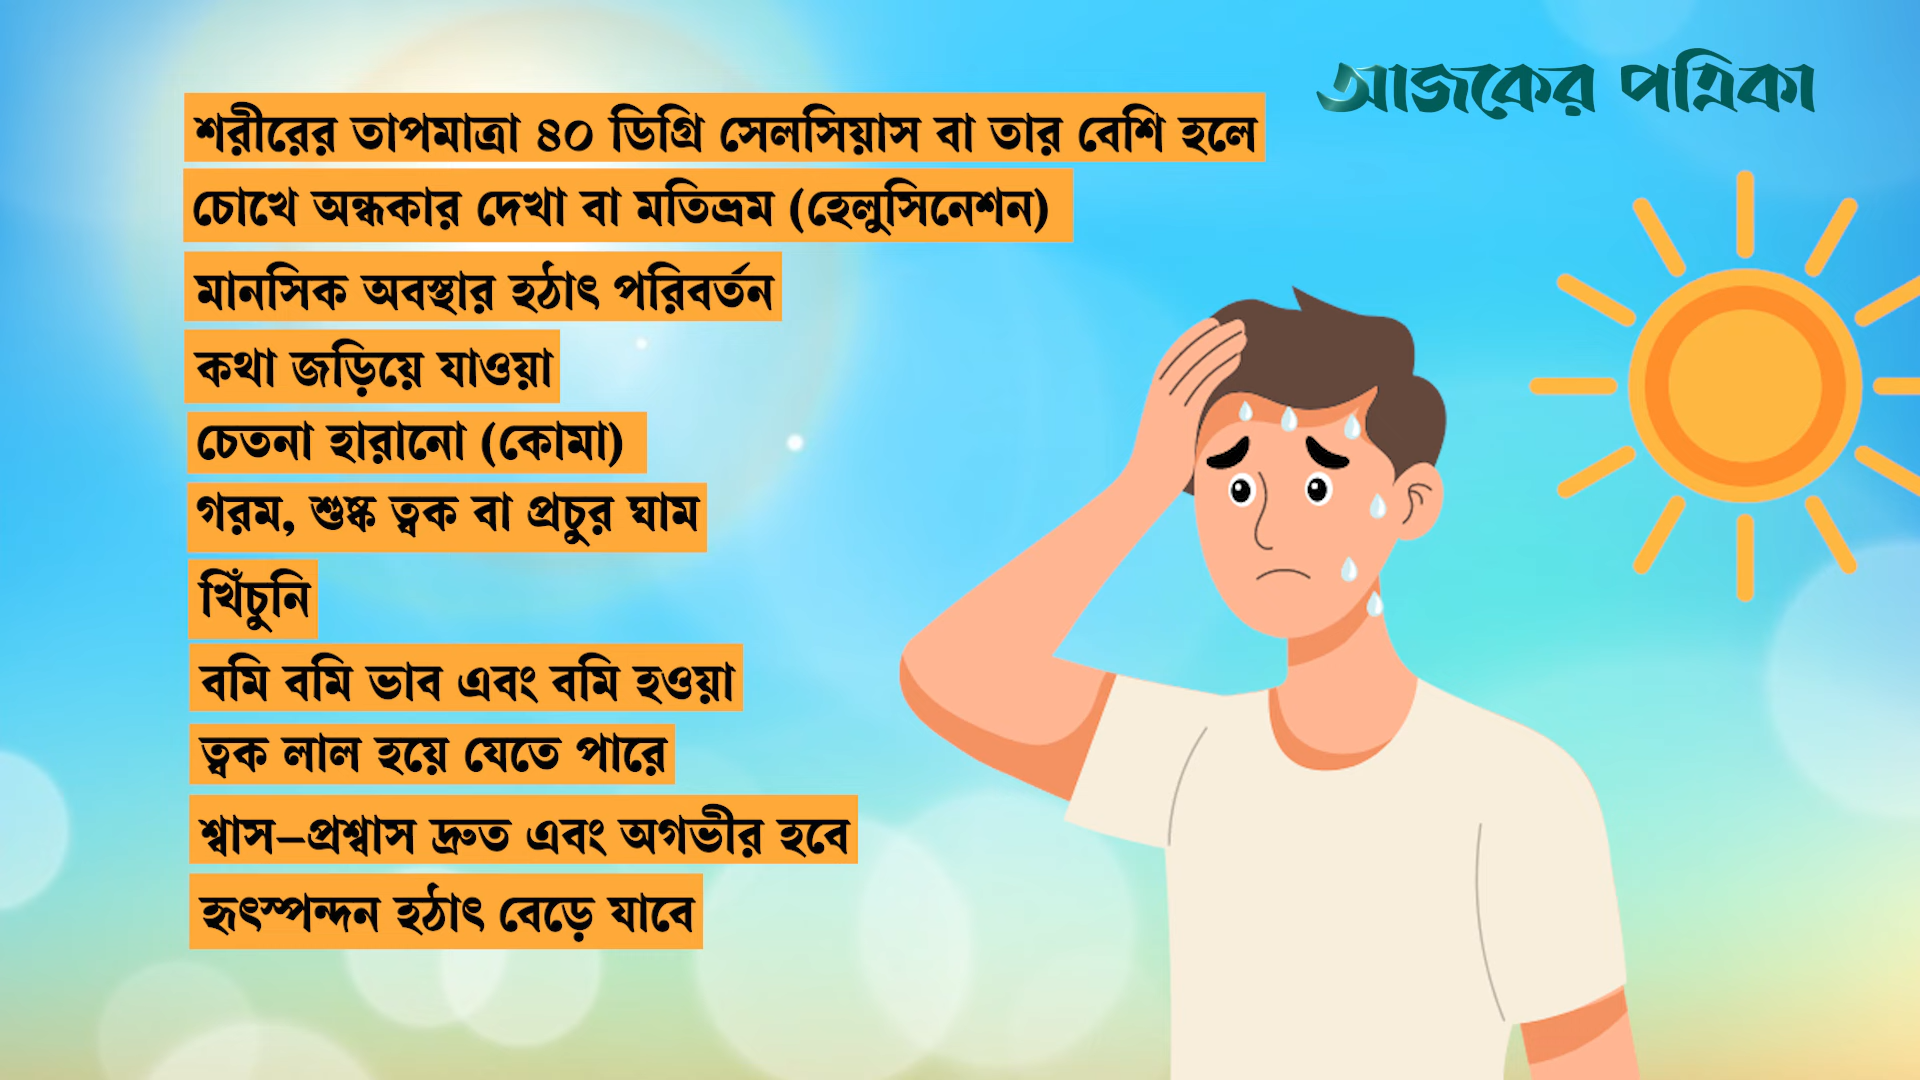 আজকের পত্রিকা
শরীরের তাপমাত্রা ৪০ ডিগ্রি সেলসিয়াস বা তার বেশি হলে
চোখে অন্ধকার দেখা বা মতিভ্রম (হেলুসিনেশন)
মানসিক অবস্থার হঠাৎ পরিবর্তন
কথা জড়িয়ে যাওয়া
চেতনা হারানো (কোমা)
গরম, শুষ্ক ত্বক বা প্রচুর ঘাম
খিঁচুনি
বমি বমি ভাব এবং বমি হওয়া
ত্বক লাল হয়ে যেতে পারে
শ্বাস–প্রশ্বাস দ্রুত এবং অগভীর হবে
হৃৎস্পন্দন হঠাৎ বেড়ে যাবে